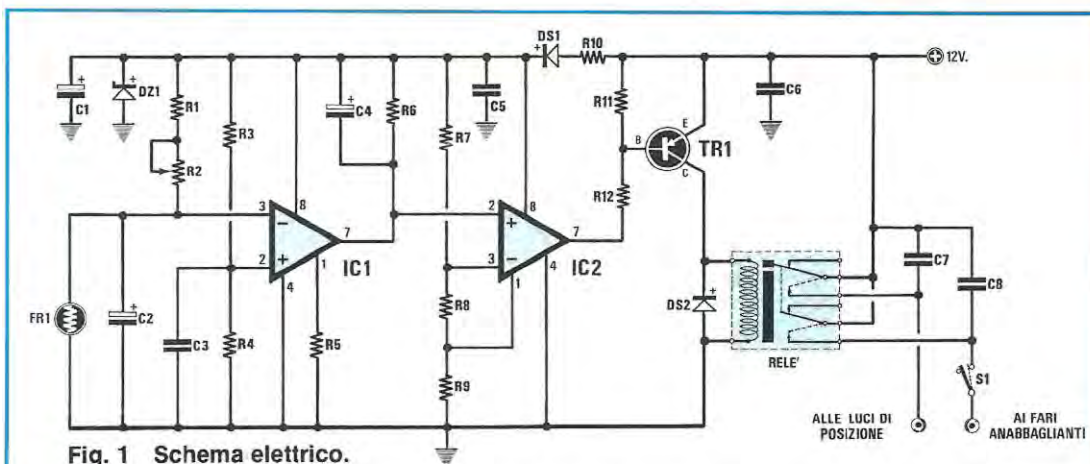 DS1
R10
12V.
C1
DZ1
R1
R2
R3
C4
R6
C5
R7
R11
E
B
C
TR1
C6
R12
3
8
2
7
1
4
IC1
2
8
3
7
1
4
IC2
FR1
C2
C3
R4
R5
R8
R9
DS2
RELE'
C7
C8
S1
ALLE LUCI DI
POSIZIONE
AI FARI
ANABBAGLIANTI
Fig. 1 Schema elettrico.